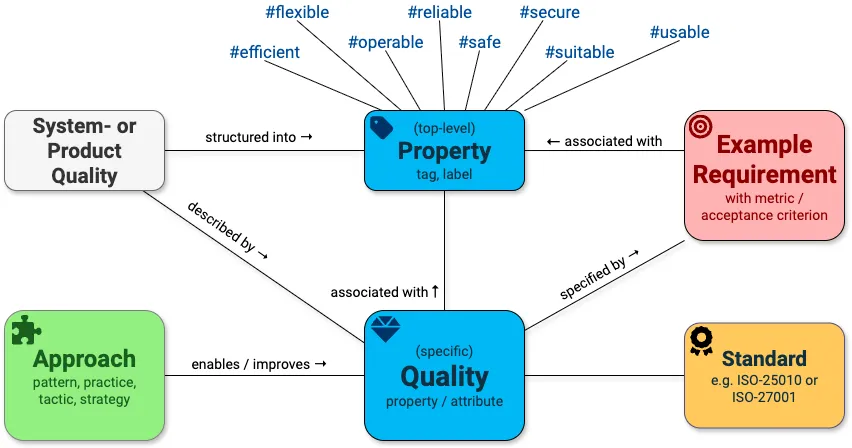 #flexible
#reliable
#secure
#efficient
#operable
#safe
#suitable
#usable
System- or
Product
Quality
structured into →
(top-level)
Property
tag, label
← associated with
Example
Requirement
with metric /
acceptance criterion
described by →
associated with ↑
specified by →
Approach
pattern, practice,
tactic, strategy
enables / improves →
(specific)
Quality
property / attribute
Standard
e.g. ISO-25010 or
ISO-27001